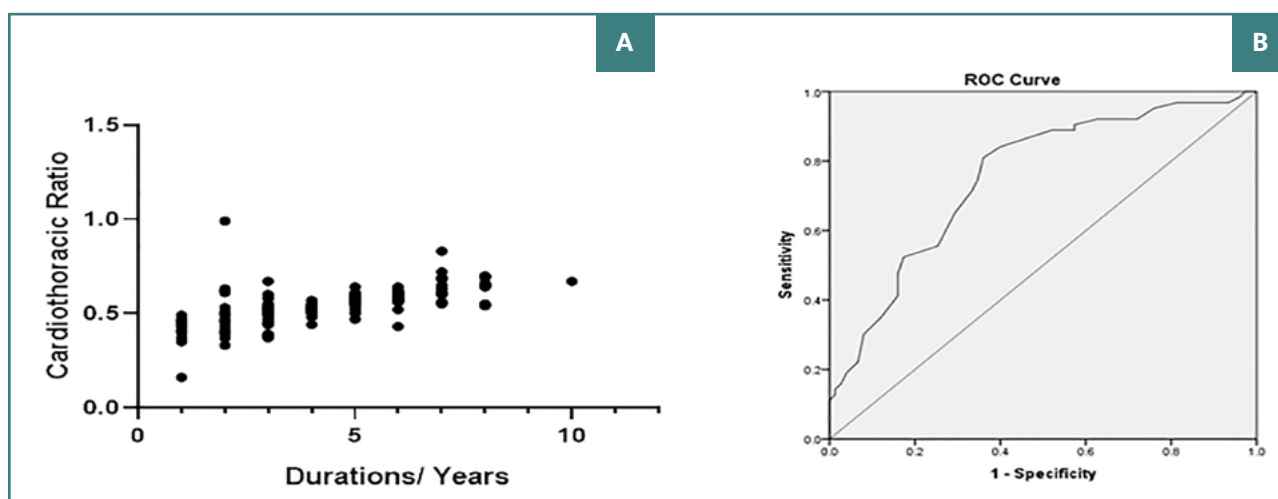 A
1.5
1.0
0.5
0.0
Cardiothoracic Ratio
0
5
10
Durations/ Years
B
ROC Curve
1.0
0.8
0.6
0.4
0.2
0.0
Sensitivity
0.0
0.2
0.4
0.6
0.8
1.0
1 - Specificity